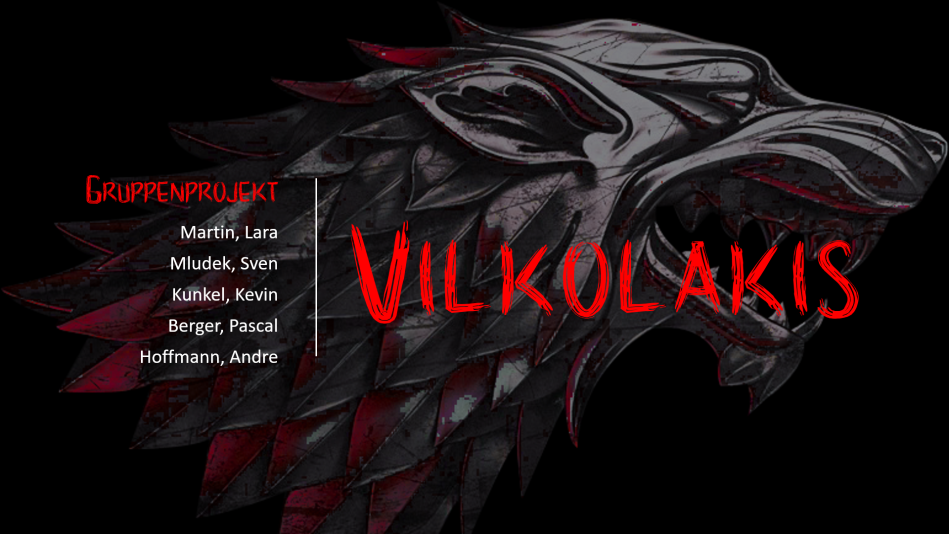 Gruppenprojekt
Martin, Lara
Mludek, Sven
Kunkel, Kevin
Berger, Pascal
Hoffmann, Andre
Vilkolakis